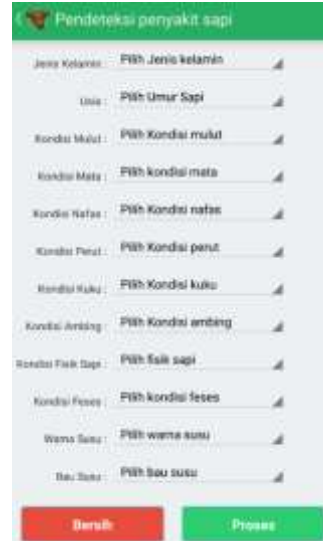 Pendeteksi penyakit sapi
Jenis Kelamin : Pilih Jenis kelamin
Usia : Pilih Umur Sapi
Kondisi Mulut : Pilih Kondisi mulut
Kondisi Mata : Pilih kondisi mata
Kondisi Nafas : Pilih Kondisi nafas
Kondisi Perut : Pilih Kondisi perut
Kondisi Kuku : Pilih Kondisi kuku
Kondisi Ambing : Pilih Kondisi ambing
Kondisi Fisik Sapi : Pilih fisik sapi
Kondisi Feses : Pilih kondisi feses
Warna Susu : Pilih warna susu
Bau Susu : Pilih bau susu
Bersih Proses